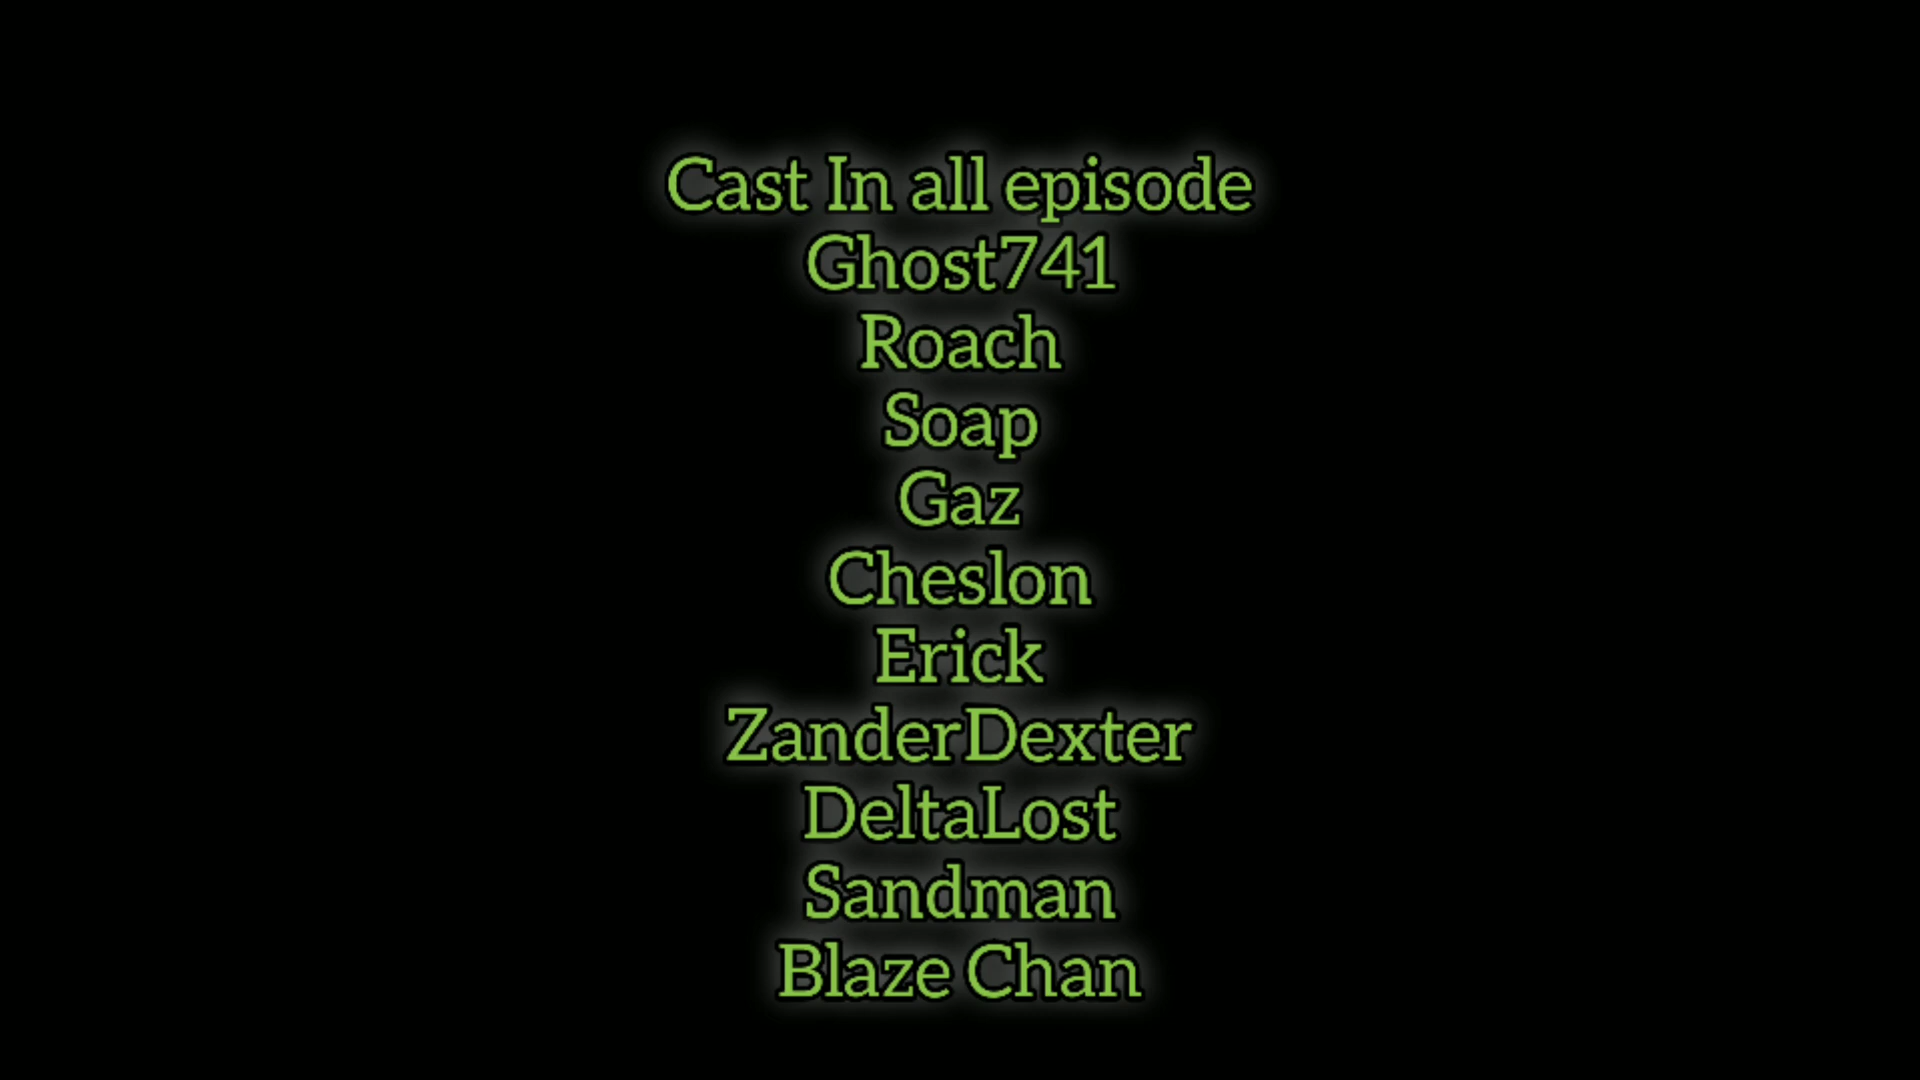 Cast In all episode
Ghost741
Roach
Soap
Gaz
Cheslon
Erick
ZanderDexter
DeltaLost
Sandman
Blaze Chan